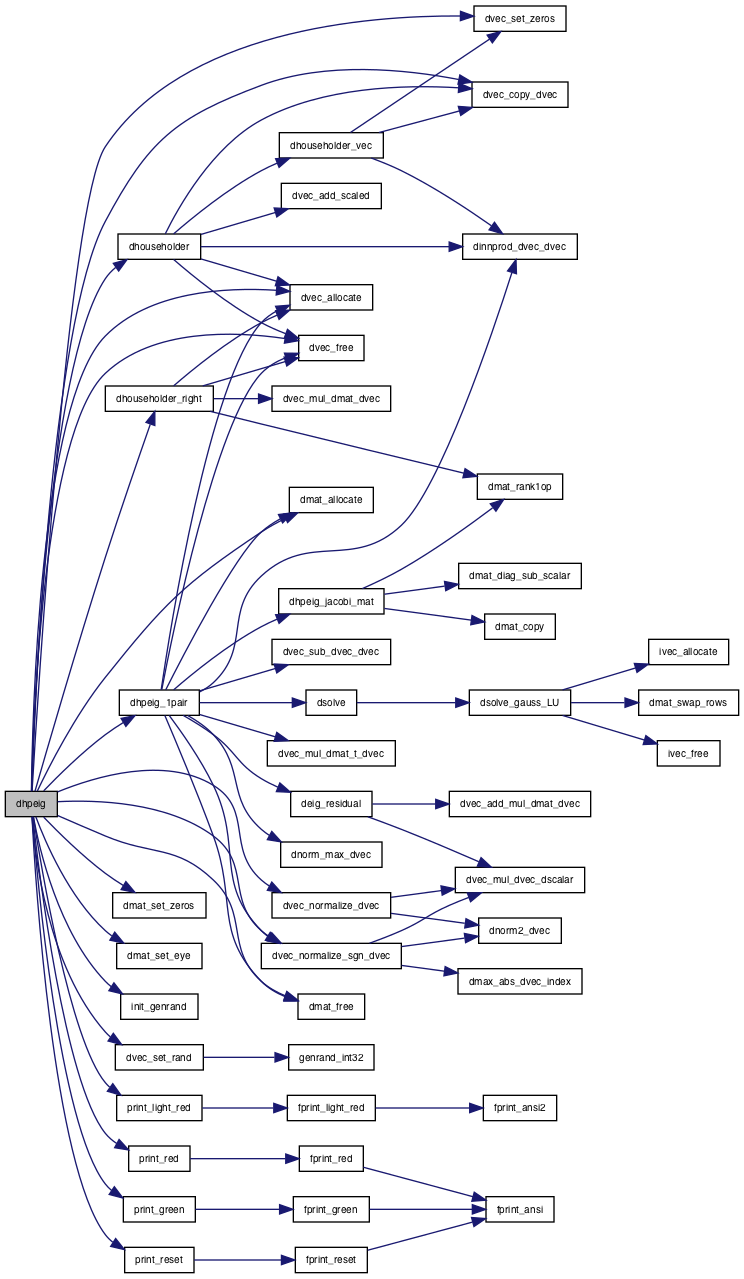 dvec_set_zeros
dvec_copy_dvec
dhouseholder_vec
dvec_add_scaled
dhouseholder
dinnprod_dvec_dvec
dvec_allocate
dvec_free
dhouseholder_right
dvec_mul_dmat_dvec
dmat_rank1op
dmat_allocate
dmat_diag_sub_scalar
dhpeig_jacobi_mat
dmat_copy
dvec_sub_dvec_dvec
ivec_allocate
dhpeig_1pair
dsolve
dsolve_gauss_LU
dmat_swap_rows
dvec_mul_dmat_t_dvec
ivec_free
dhpeig
deig_residual
dvec_add_mul_dmat_dvec
dnorm_max_dvec
dvec_mul_dvec_dscalar
dmat_set_zeros
dvec_normalize_dvec
dnorm2_dvec
dmat_set_eye
dvec_normalize_sgn_dvec
dmax_abs_dvec_index
init_genrand
dmat_free
dvec_set_rand
genrand_int32
print_light_red
fprint_light_red
fprint_ansi2
print_red
fprint_red
print_green
fprint_green
fprint_ansi
print_reset
fprint_reset